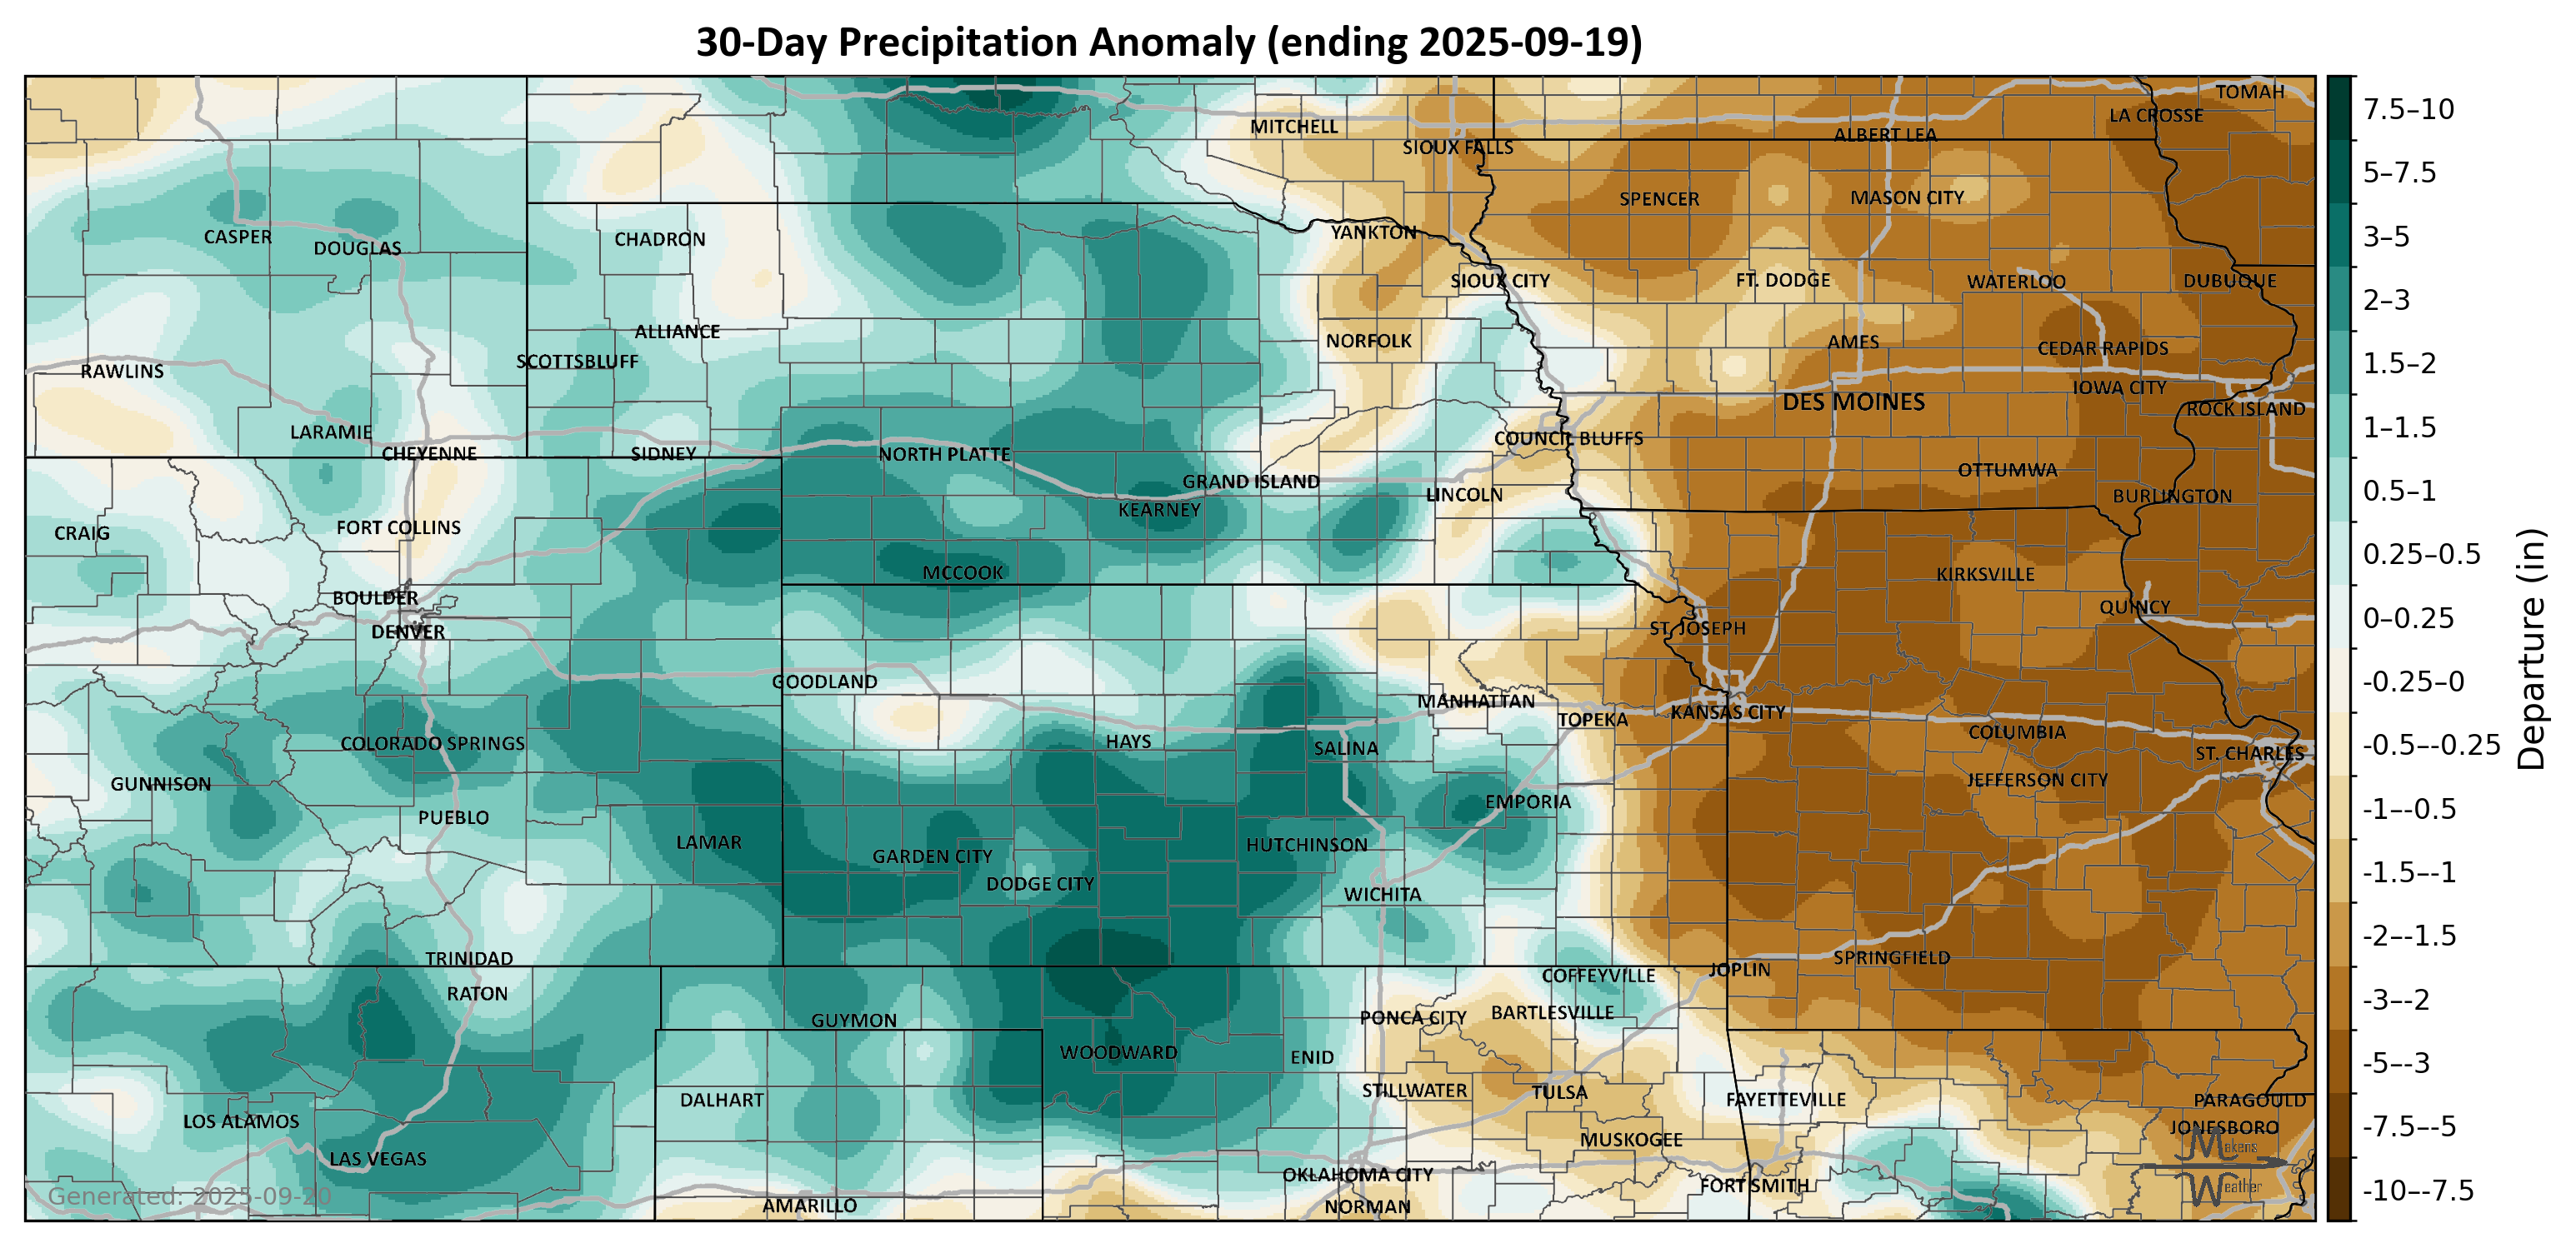 30-Day Precipitation Anomaly (ending 2025-09-19)
TOMAH
LA CROSSE
MITCHELL
ALBERT LEA
SIOUX FALLS
SPENCER
MASON CITY
CASPER
DOUGLAS
CHADRON
YANKTON
SIOUX CITY
FT. DODGE
WATERLOO
DUBUQUE
ALLIANCE
NORFOLK
AMES
CEDAR RAPIDS
SCOTTSBLUFF
RAWLINS
IOWA CITY
DES MOINES
ROCK ISLAND
LARAMIE
COUNCIL BLUFFS
CHEYENNE
SIDNEY
NORTH PLATTE
OTTUMWA
GRAND ISLAND
LINCOLN
BURLINGTON
KEARNEY
CRAIG
FORT COLLINS
MCCOOK
KIRKSVILLE
BOULDER
QUINCY
DENVER
ST. JOSEPH
GOODLAND
MANHATTAN
TOPEKA
KANSAS CITY
COLUMBIA
COLORADO SPRINGS
HAYS
SALINA
ST. CHARLES
GUNNISON
JEFFERSON CITY
EMPORIA
PUEBLO
LAMAR
HUTCHINSON
GARDEN CITY
DODGE CITY
WICHITA
TRINIDAD
SPRINGFIELD
JOPLIN
COFFEYVILLE
RATON
BARTLESVILLE
GUYMON
PONCA CITY
WOODWARD
ENID
STILLWATER
TULSA
DALHART
FAYETTEVILLE
PARAGOULD
LOS ALAMOS
JONESBORO
MUSKOGEE
LAS VEGAS
OKLAHOMA CITY
FORT SMITH
AMARILLO
NORMAN
Generated: 2025-09-20
Makens
Weather
7.5–10
5–7.5
3–5
2–3
1.5–2
1–1.5
0.5–1
0.25–0.5
0–0.25
-0.25–0
-0.5–-0.25
-1–-0.5
-1.5–-1
-2–-1.5
-3–-2
-5–-3
-7.5–-5
-10–-7.5
Departure (in)